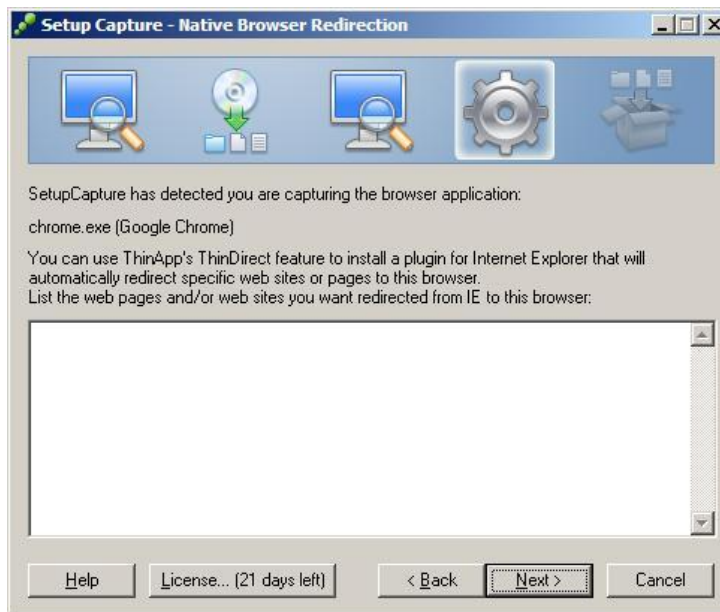 Setup Capture - Native Browser Redirection
SetupCapture has detected you are capturing the browser application:
chrome.exe (Google Chrome)
You can use ThinApp's ThinDirect feature to install a plugin for Internet Explorer that will
automatically redirect specific web sites or pages to this browser.
List the web pages and/or web sites you want redirected from IE to this browser:
Help License... (21 days left) < Back Next > Cancel